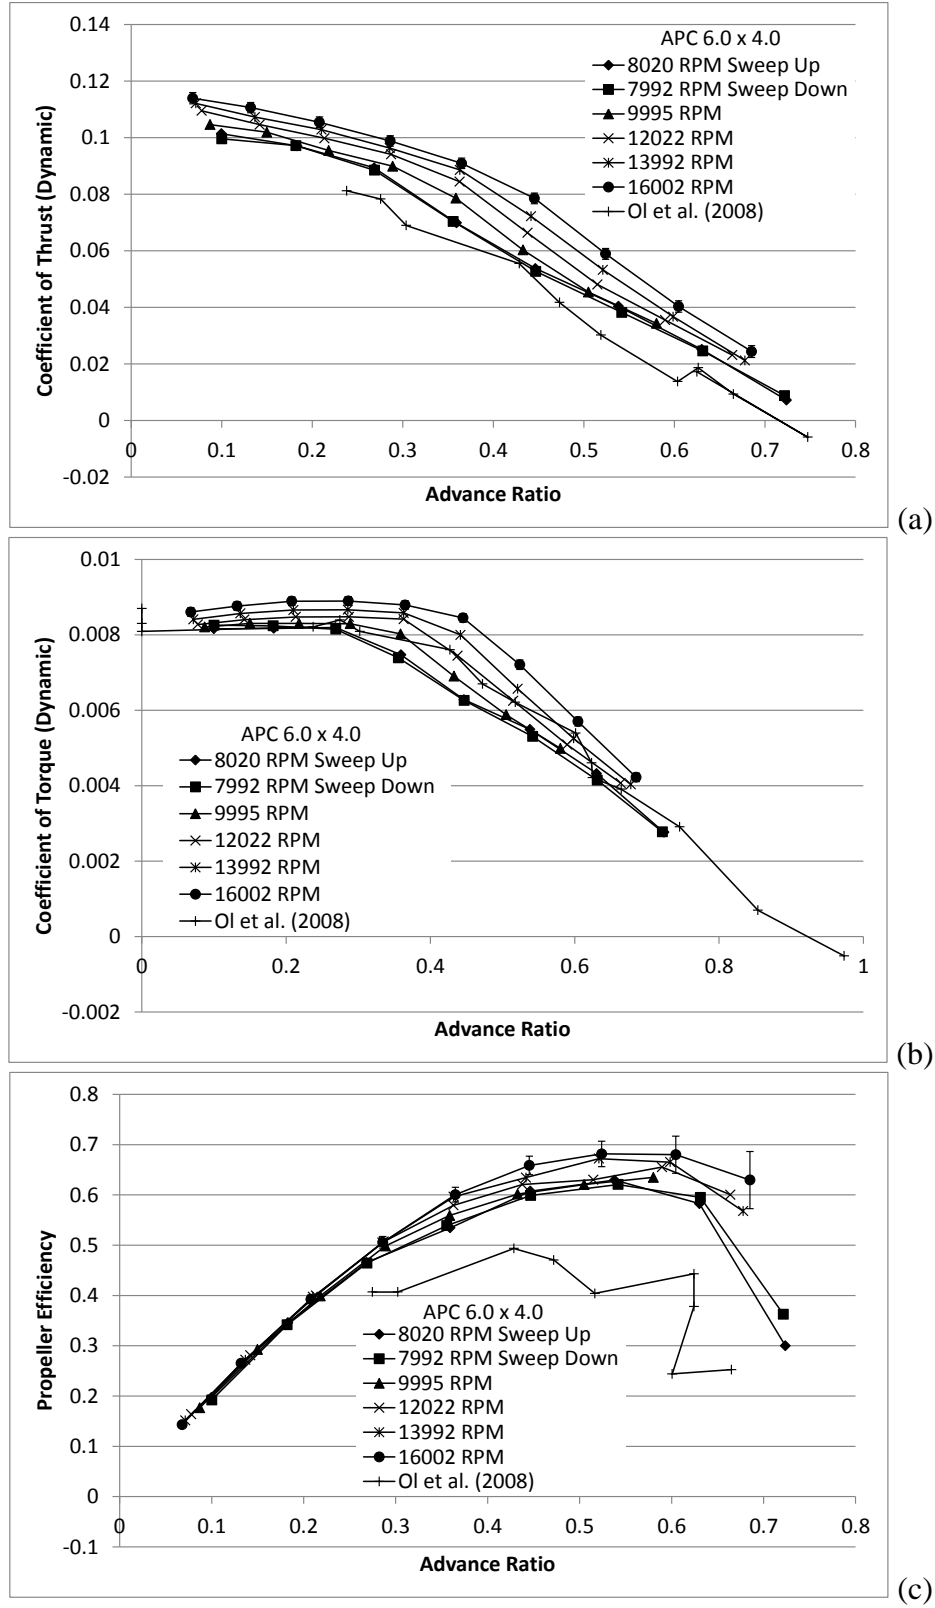 0.14
0.12
0.1
0.08
0.06
0.04
0.02
0
-0.02
Coefficient of Thrust (Dynamic)
APC 6.0 x 4.0
8020 RPM Sweep Up
7992 RPM Sweep Down
9995 RPM
12022 RPM
13992 RPM
16002 RPM
Ol et al. (2008)
0 0.1 0.2 0.3 0.4 0.5 0.6 0.7 0.8
Advance Ratio
(a)
0.01
0.008
0.006
0.004
0.002
0
-0.002
Coefficient of Torque (Dynamic)
APC 6.0 x 4.0
8020 RPM Sweep Up
7992 RPM Sweep Down
9995 RPM
12022 RPM
13992 RPM
16002 RPM
Ol et al. (2008)
0 0.2 0.4 0.6 0.8 1
Advance Ratio
(b)
0.8
0.7
0.6
0.5
0.4
0.3
0.2
0.1
0
-0.1
Propeller Efficiency
APC 6.0 x 4.0
8020 RPM Sweep Up
7992 RPM Sweep Down
9995 RPM
12022 RPM
13992 RPM
16002 RPM
Ol et al. (2008)
0 0.1 0.2 0.3 0.4 0.5 0.6 0.7 0.8
Advance Ratio
(c)